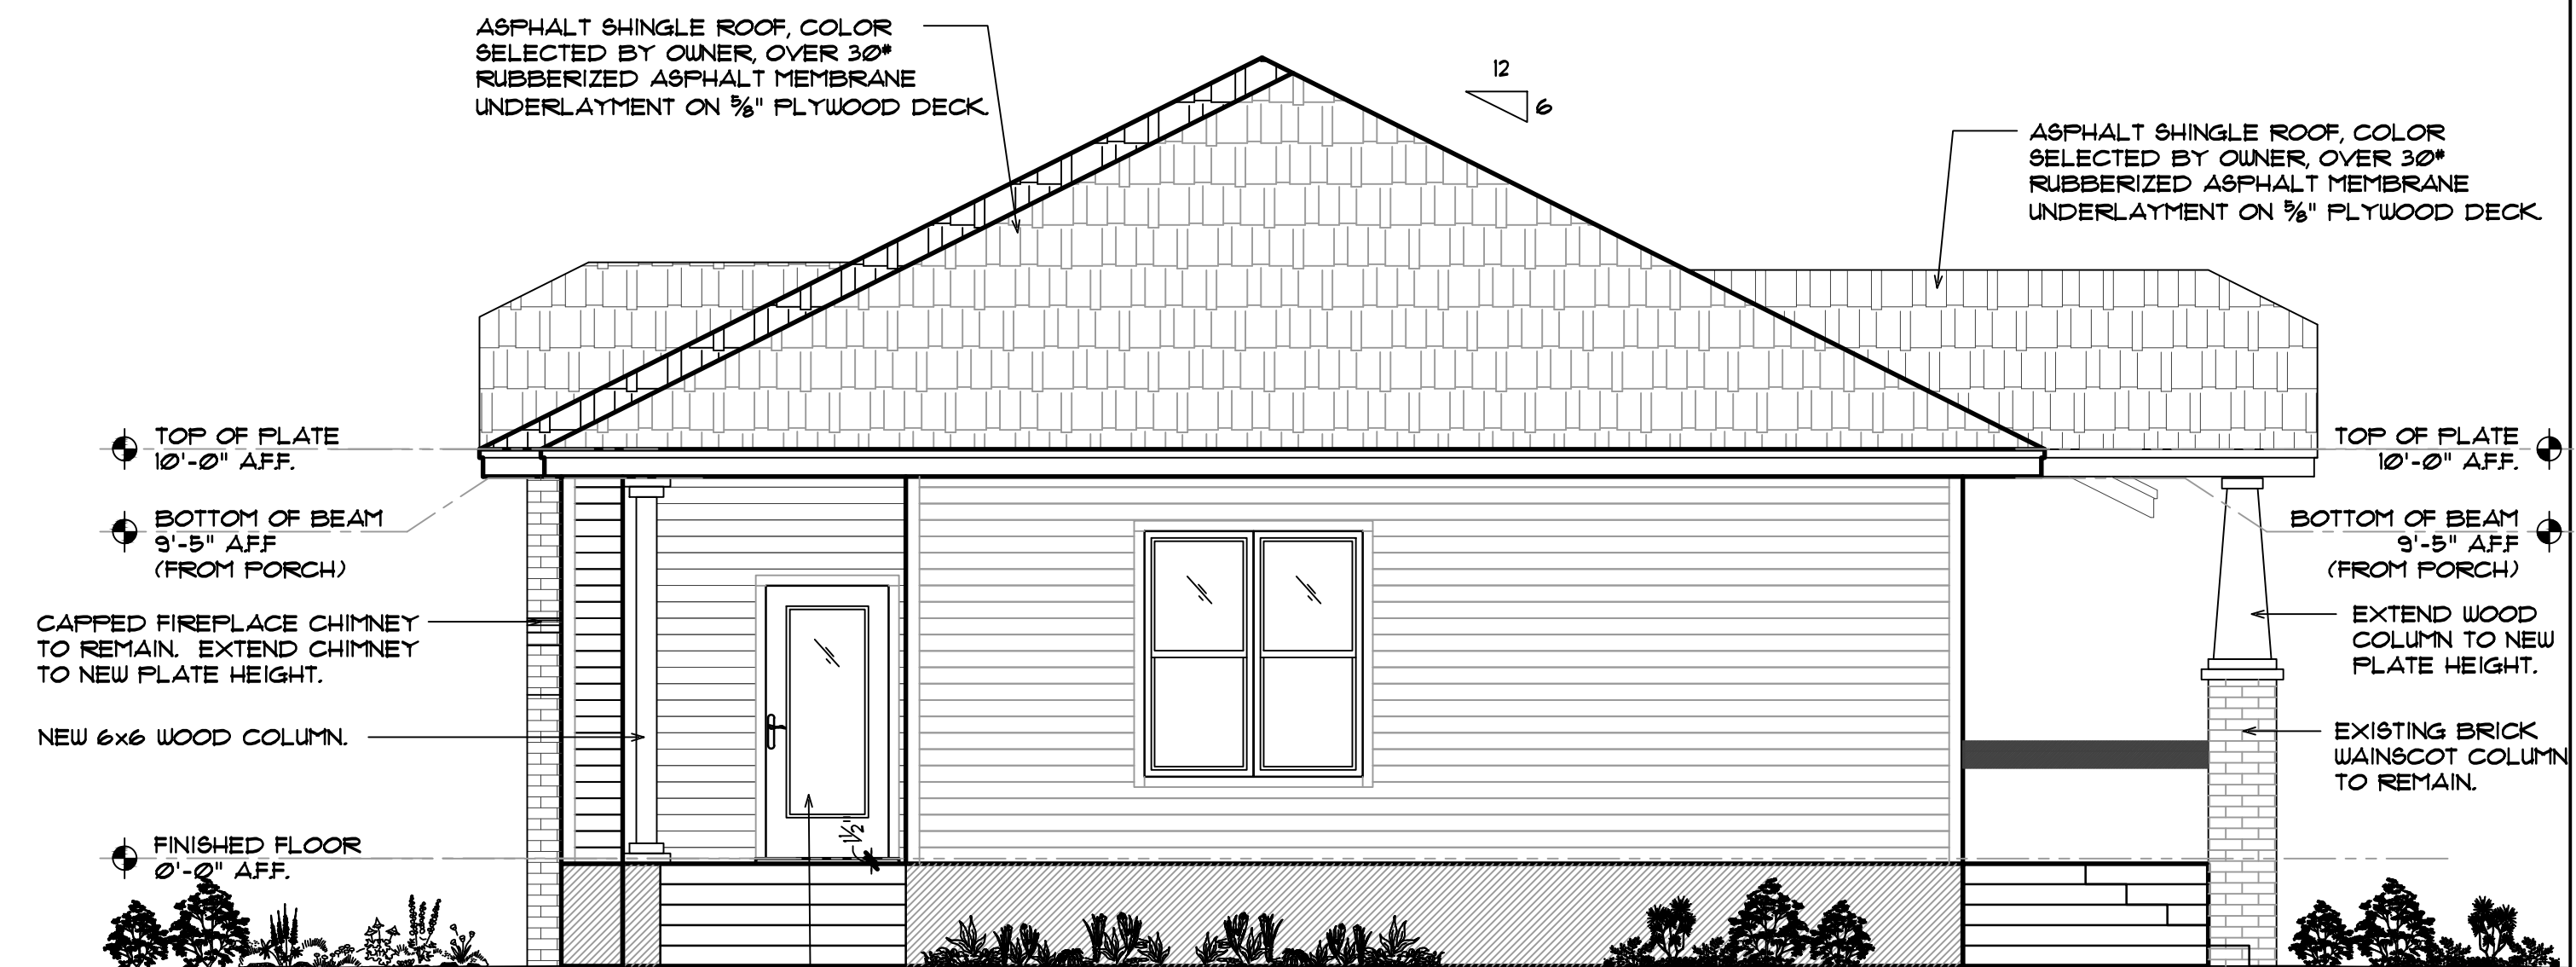 ASPHALT SHINGLE ROOF, COLOR
SELECTED BY OWNER, OVER 30#
RUBBERIZED ASPHALT MEMBRANE
UNDERLAYMENT ON 5/8" PLYWOOD DECK.
12
6
ASPHALT SHINGLE ROOF, COLOR
SELECTED BY OWNER, OVER 30#
RUBBERIZED ASPHALT MEMBRANE
UNDERLAYMENT ON 5/8" PLYWOOD DECK.
TOP OF PLATE
10'-0" A.F.F.
BOTTOM OF BEAM
9'-5" A.F.F
(FROM PORCH)
CAPPED FIREPLACE CHIMNEY
TO REMAIN. EXTEND CHIMNEY
TO NEW PLATE HEIGHT.
NEW 6x6 WOOD COLUMN.
FINISHED FLOOR
0'-0" A.F.F.
1½"
TOP OF PLATE
10'-0" A.F.F.
BOTTOM OF BEAM
9'-5" A.F.F
(FROM PORCH)
EXTEND WOOD
COLUMN TO NEW
PLATE HEIGHT.
EXISTING BRICK
WAINSCOT COLUMN
TO REMAIN.